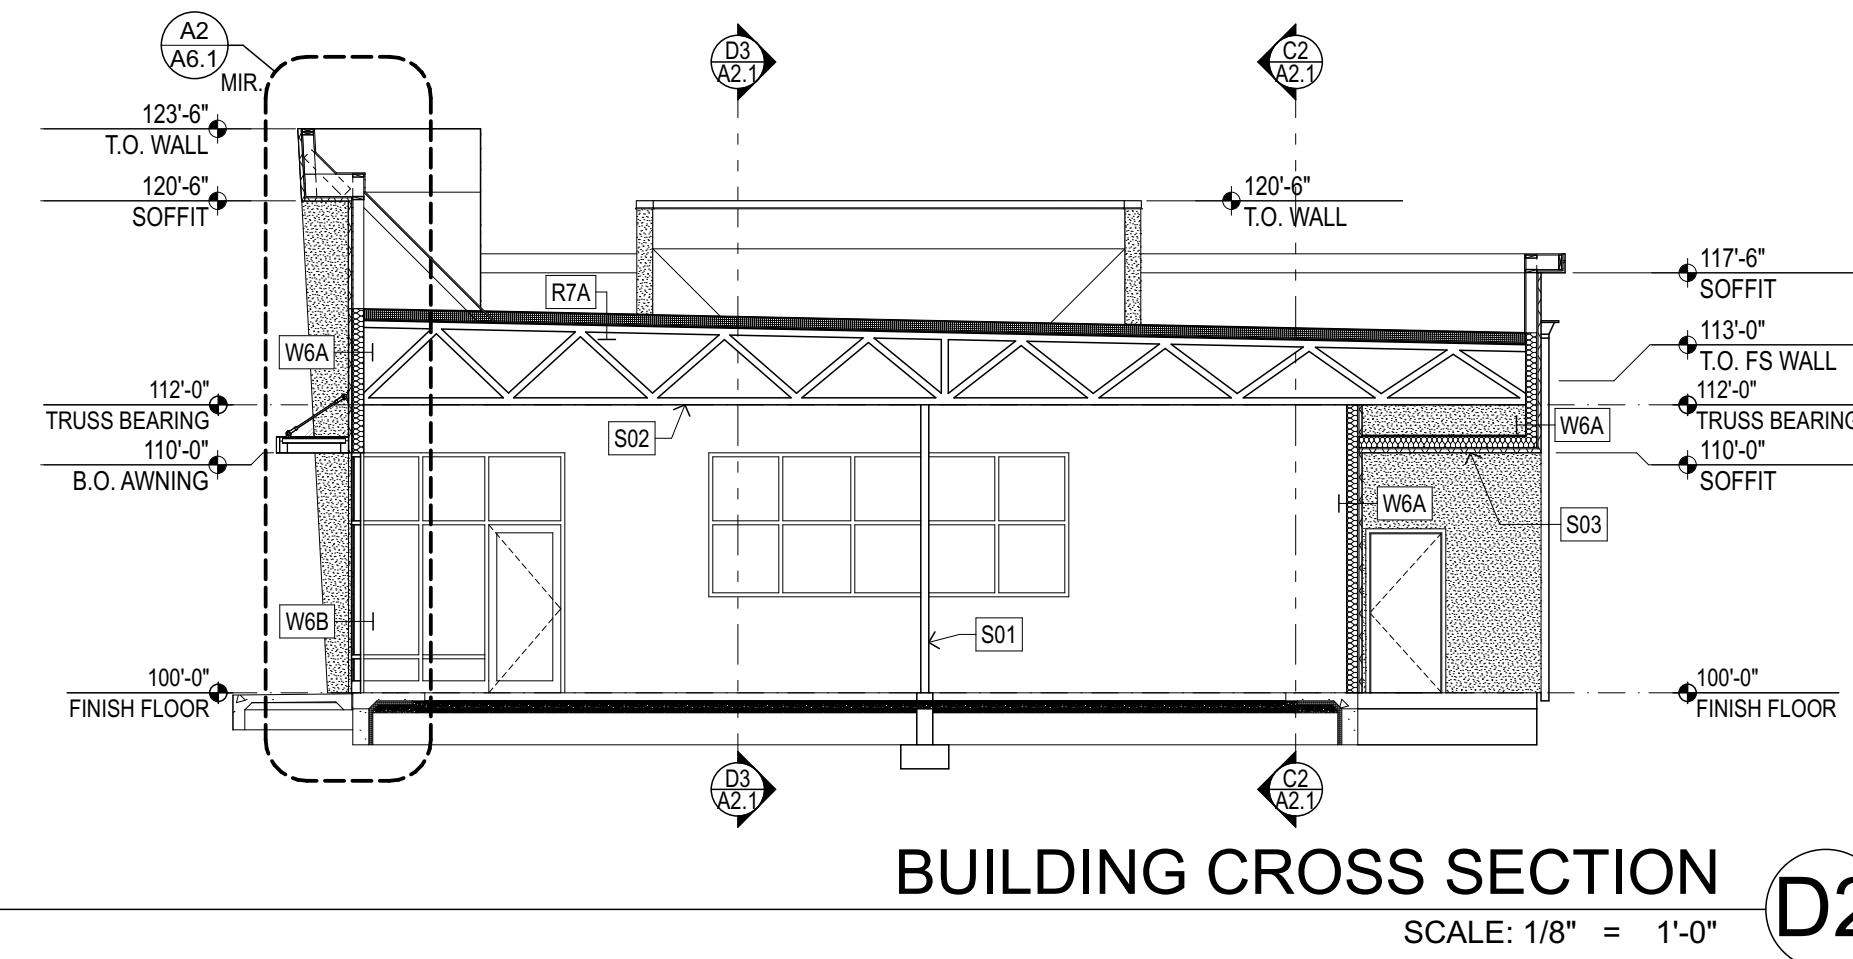 A2
A6.1
MIR.
D3
A2.1
C2
A2.1
123'-6"
T.O. WALL
120'-6"
SOFFIT
120'-6"
T.O. WALL
117'-6"
SOFFIT
R7A
113'-0"
T.O. FS WALL
W6A
112'-0"
TRUSS BEARING
112'-0"
TRUSS BEARING
S02
W6A
110'-0"
B.O. AWNING
110'-0"
SOFFIT
W6A
S03
W6B
S01
100'-0"
FINISH FLOOR
100'-0"
FINISH FLOOR
D3
A2.1
C2
A2.1
BUILDING CROSS SECTION
D2
SCALE: 1/8" = 1'-0"